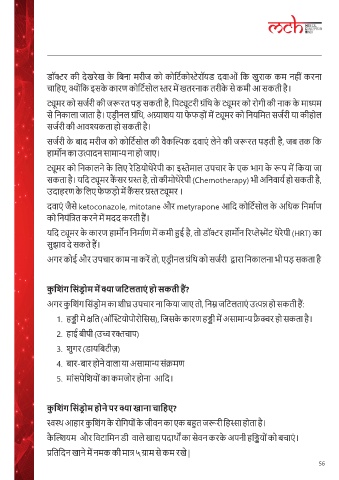 mch
डॉक्टर की देखरेख के बिना मरीज को कोर्टिकोस्टेरॉयड दवाओं कि खुराक कम नहीं करना
चाहिए, क्योंकि इसके कारण कोर्टिसोल स्तर में खतरनाक तरीके से कमी आ सकती है।
ट्यूमर को सर्जरी की जरूरत पड़ सकती है, पिट्यूटरी ग्रंथि के ट्यूमर को रोगी की नाक के माध्यम
से निकाला जाता है। एड्रीनल ग्रंथि, अग्न्याशय या फेफड़ों में ट्यूमर को नियमित सर्जरी या कीहोल
सर्जरी की आवश्यकता हो सकती है।
सर्जरी के बाद मरीज को कोर्टिसोल की वैकल्पिक दवाएं लेने की जरूरत पड़ती है, जब तक कि
हार्मोन का उत्पादन सामान्य ना हो जाए।
ट्यूमर को निकालने के लिए रेडियोथेरेपी का इस्तेमाल उपचार के एक भाग के रूप में किया जा
सकता है। यदि ट्यूमर कैंसर ग्रस्त है, तो कीमोथेरेपी (Chemotherapy) भी अनिवार्य हो सकती है,
उदाहरण के लिए फेफड़ो में कैंसर ग्रस्त ट्यूमर ।
दवाएं जैसे ketoconazole, mitotane और metyrapone आदि कोर्टिसोल के अधिक निर्माण
को नियंत्रित करने में मदद करती हैं।
यदि ट्यूमर के कारण हार्मोन निर्माण में कमी हुई है, तो डॉक्टर हार्मोन रिप्लेस्मेंट थेरेपी (HRT) का
सुझाव दे सकते हैं।
अगर कोई और उपचार काम ना करें तो, एड्रीनल ग्रंथि को सर्जरी द्वारा निकालना भी पड़ सकता है
कुशिंग सिंड्रोम में क्या जटिलताएं हो सकती हैं?
अगर कुशिंग सिंड्रोम का शीघ्र उपचार ना किया जाए तो, निम्न जटिलताएं उत्पन्न हो सकती हैं:
1. हड्डी में क्षति (ऑस्टियोपोरोसिस), जिसके कारण हड्डी में असामान्य फ्रैक्चर हो सकता है।
2. हाई बीपी (उच्च रक्तचाप)
3. शुगर (डायबिटीज़)
4. बार-बार होने वाला या असामान्य संक्रमण
5. मांसपेशियों का कमजोर होना आदि।
कुशिंग सिंड्रोम होने पर क्या खाना चाहिए?
स्वस्थ आहार कुशिंग के रोगियों के जीवन का एक बहुत जरूरी हिस्सा होता है।
कैल्शियम और विटामिन डी वाले खाद्य पदार्थों का सेवन करके अपनी हड्डियों को बचाएं।
प्रतिदिन खाने में नमक की मात्र ५ ग्राम से कम रखे|
56